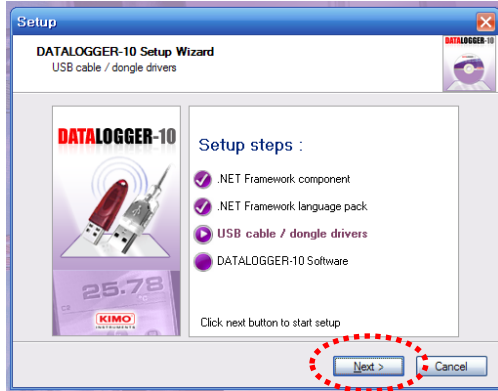 Setup
DATALOGGER-10 Setup Wizard
USB cable / dongle drivers
DATALOGGER-10
DATALOGGER-10
Setup steps :
.NET Framework component
.NET Framework language pack
USB cable / dongle drivers
DATALOGGER-10 Software
25.78
KIMO
INSTRUMENTS
Click next button to start setup
Next >
Cancel